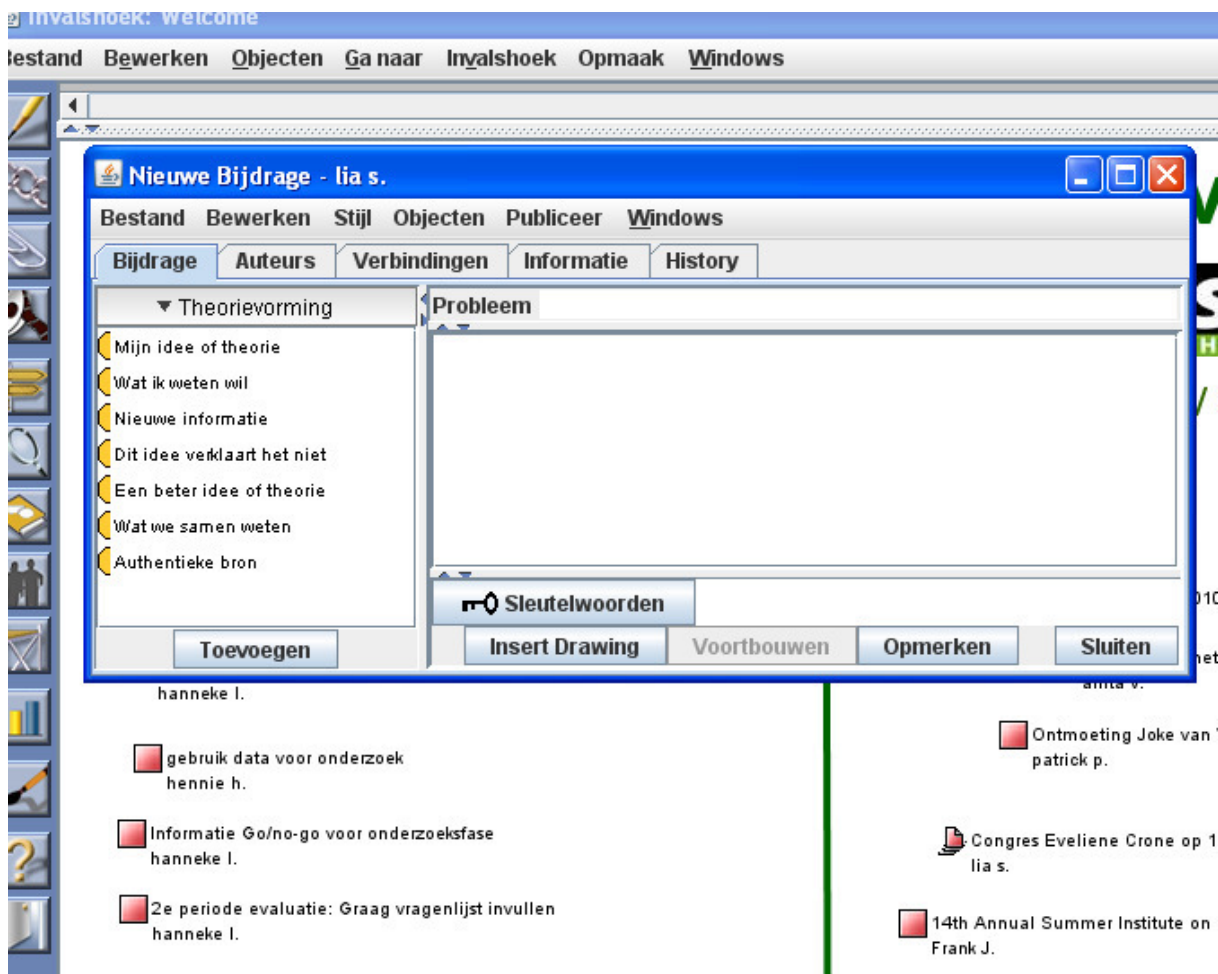 Invalshoek: Welcome
Bestand Bewerken Objecten Ga naar Invalshoek Opmaak Windows
Nieuwe Bijdrage - lia s.
Bestand Bewerken Stijl Objecten Publiceer Windows
Bijdrage Auteurs Verbindingen Informatie History
Theorievorming
Probleem
Mijn idee of theorie
Wat ik weten wil
Nieuwe informatie
Dit idee verklaart het niet
Een beter idee of theorie
Wat we samen weten
Authentieke bron
Sleutelwoorden
Toevoegen
Insert Drawing Voortbouwen Opmerken Sluiten
hanneke l.
anita v.
gebruik data voor onderzoek
hennie h.
Ontmoeting Joke van
patrick p.
Informatie Go/no-go voor onderzoeksfase
hanneke l.
Congres Eveliene Crone op 1
lia s.
2e periode evaluatie: Graag vragenlijst invullen
hanneke l.
14th Annual Summer Institute on
Frank J.